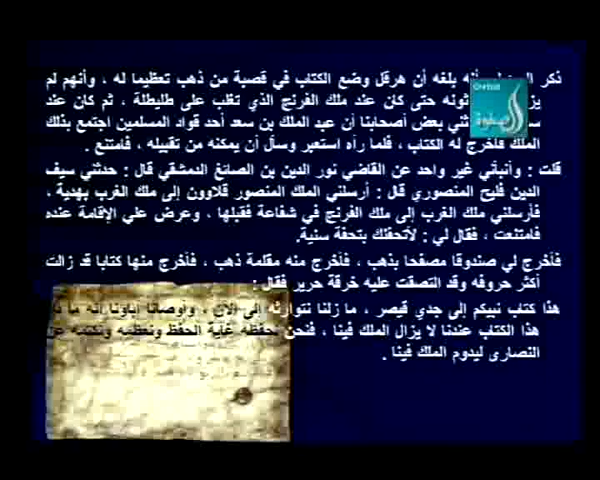 ذكر أنه بلغه أن هرقل وضع الكتاب في قصبة من ذهب تعظيما له ، وأنهم لم
حتى كان عند ملك الفرنج الذي تغلب على طليطلة ، ثم كان عند
بعض أصحابنا أن عبد الملك بن سعد أحد قواد المسلمين اجتمع بذلك
الملك فأخرج له الكتاب ، فلما رآه استعبر وسأل أن يمكنه من تقبيله ، فامتنع .
قلت : وأنبأني غير واحد عن القاضي نور الدين بن الصائغ الدمشقي قال : حدثني سيف
الدين فليح المنصوري قال : أرسلني الملك المنصور قلاوون إلى ملك الغرب بهدية ،
فأرسلني ملك الغرب إلى ملك الفرنج في شفاعة فقبلها ، وعرض علي الإقامة عنده
فامتنعت ، فقال لي : لأتحفنك بتحفة سنية.
فأخرج لي صندوقا مصفحا بذهب ، فأخرج منه مقلمة ذهب ، فأخرج منها كتابا قد زالت
أكثر حروفه وقد التصقت عليه خرقة حرير فقال :
هذا كتاب نبيكم إلى جدي قيصر ، ما زلنا نتوارثه إلى الآن ، وأوصانا آباؤنا أنه ما
هذا الكتاب عندنا لا يزال الملك فينا ، فنحن نحفظه غاية الحفظ ونعظمه ونكتمه عن
النصارى ليدوم الملك فينا .